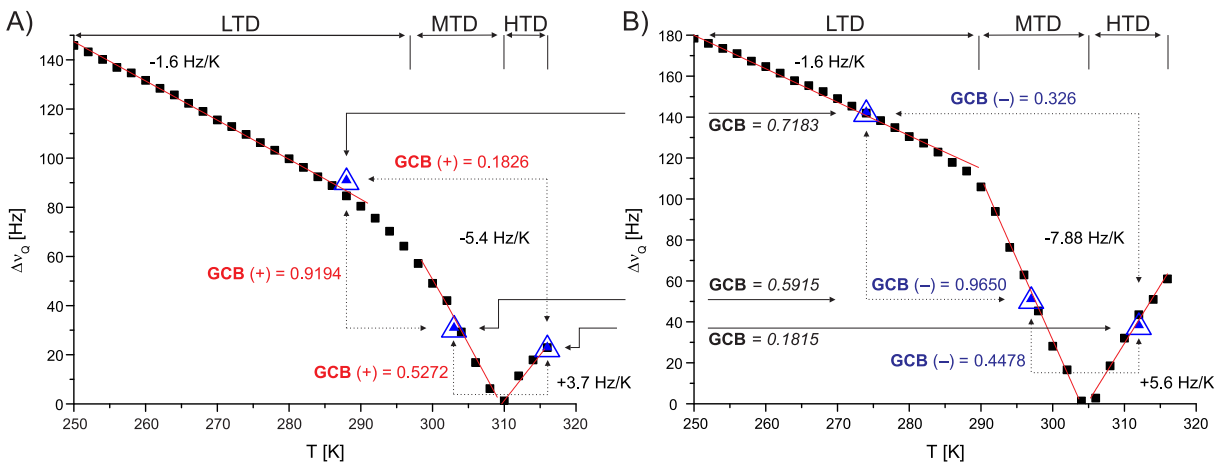 A)
LTD
MTD
HTD
150
140
120
100
80
60
40
20
0
250
260
270
280
290
300
310
320
Δν_Q [Hz]
T [K]
-1.6 Hz/K
GCB (+) = 0.1826
-5.4 Hz/K
GCB (+) = 0.9194
GCB (+) = 0.5272
+3.7 Hz/K
B)
LTD
MTD
HTD
180
160
140
120
100
80
60
40
20
0
250
260
270
280
290
300
310
320
Δν_Q [Hz]
T [K]
-1.6 Hz/K
GCB (–) = 0.326
GCB = 0.7183
-7.88 Hz/K
GCB = 0.5915
GCB (–) = 0.9650
GCB = 0.1815
GCB (–) = 0.4478
+5.6 Hz/K